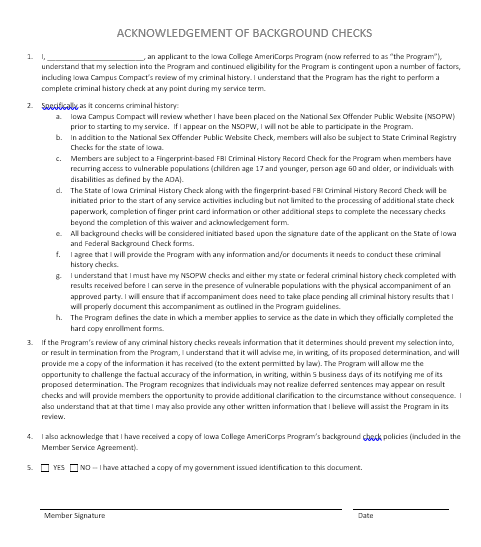 ACKNOWLEDGEMENT OF BACKGROUND CHECKS
1. I, ________________________, an applicant to the Iowa College AmeriCorps Program (now referred to as “the Program”),
understand that my selection into the Program and continued eligibility for the Program is contingent upon a number of factors,
including Iowa Campus Compact’s review of my criminal history. I understand that the Program has the right to perform a
complete criminal history check at any point during my service term.
2. Specifically as it concerns criminal history:
a. Iowa Campus Compact will review whether I have been placed on the National Sex Offender Public Website (NSOPW)
prior to starting to my service. If I appear on the NSOPW, I will not be able to participate in the Program.
b. In addition to the National Sex Offender Public Website Check, members will also be subject to State Criminal Registry
Checks for the state of Iowa.
c. Members are subject to a Fingerprint-based FBI Criminal History Record Check for the Program when members have
recurring access to vulnerable populations (children age 17 and younger, person age 60 and older, or individuals with
disabilities as defined by the ADA).
d. The State of Iowa Criminal History Check along with the fingerprint-based FBI Criminal History Record Check will be
initiated prior to the start of any service activities including but not limited to the processing of additional state check
paperwork, completion of finger print card information or other additional steps to complete the necessary checks
beyond the completion of this waiver and acknowledgement form.
e. All background checks will be considered initiated based upon the signature date of the applicant on the State of Iowa
and Federal Background Check forms.
f. I agree that I will provide the Program with any information and/or documents it needs to conduct these criminal
history checks.
g. I understand that I must have my NSOPW checks and either my state or federal criminal history check completed with
results received before I can serve in the presence of vulnerable populations with the physical accompaniment of an
approved party. I will ensure that if accompaniment does need to take place pending all criminal history results that I
will properly document this accompaniment as outlined in the Program guidelines.
h. The Program defines the date in which a member applies to service as the date in which they officially completed the
hard copy enrollment forms.
3. If the Program’s review of any criminal history checks reveals information that it determines should prevent my selection into,
or result in termination from the Program, I understand that it will advise me, in writing, of its proposed determination, and will
provide me a copy of the information it has received (to the extent permitted by law). The Program will allow me the
opportunity to challenge the factual accuracy of the information, in writing, within 5 business days of its notifying me of its
proposed determination. The Program recognizes that individuals may not realize deferred sentences may appear on result
checks and will provide members the opportunity to provide additional clarification to the circumstance without consequence. I
also understand that at that time I may also provide any other written information that I believe will assist the Program in its
review.
4. I also acknowledge that I have received a copy of Iowa College AmeriCorps Program’s background check policies (included in the
Member Service Agreement).
5. YES NO -- I have attached a copy of my government issued identification to this document.
Member Signature Date